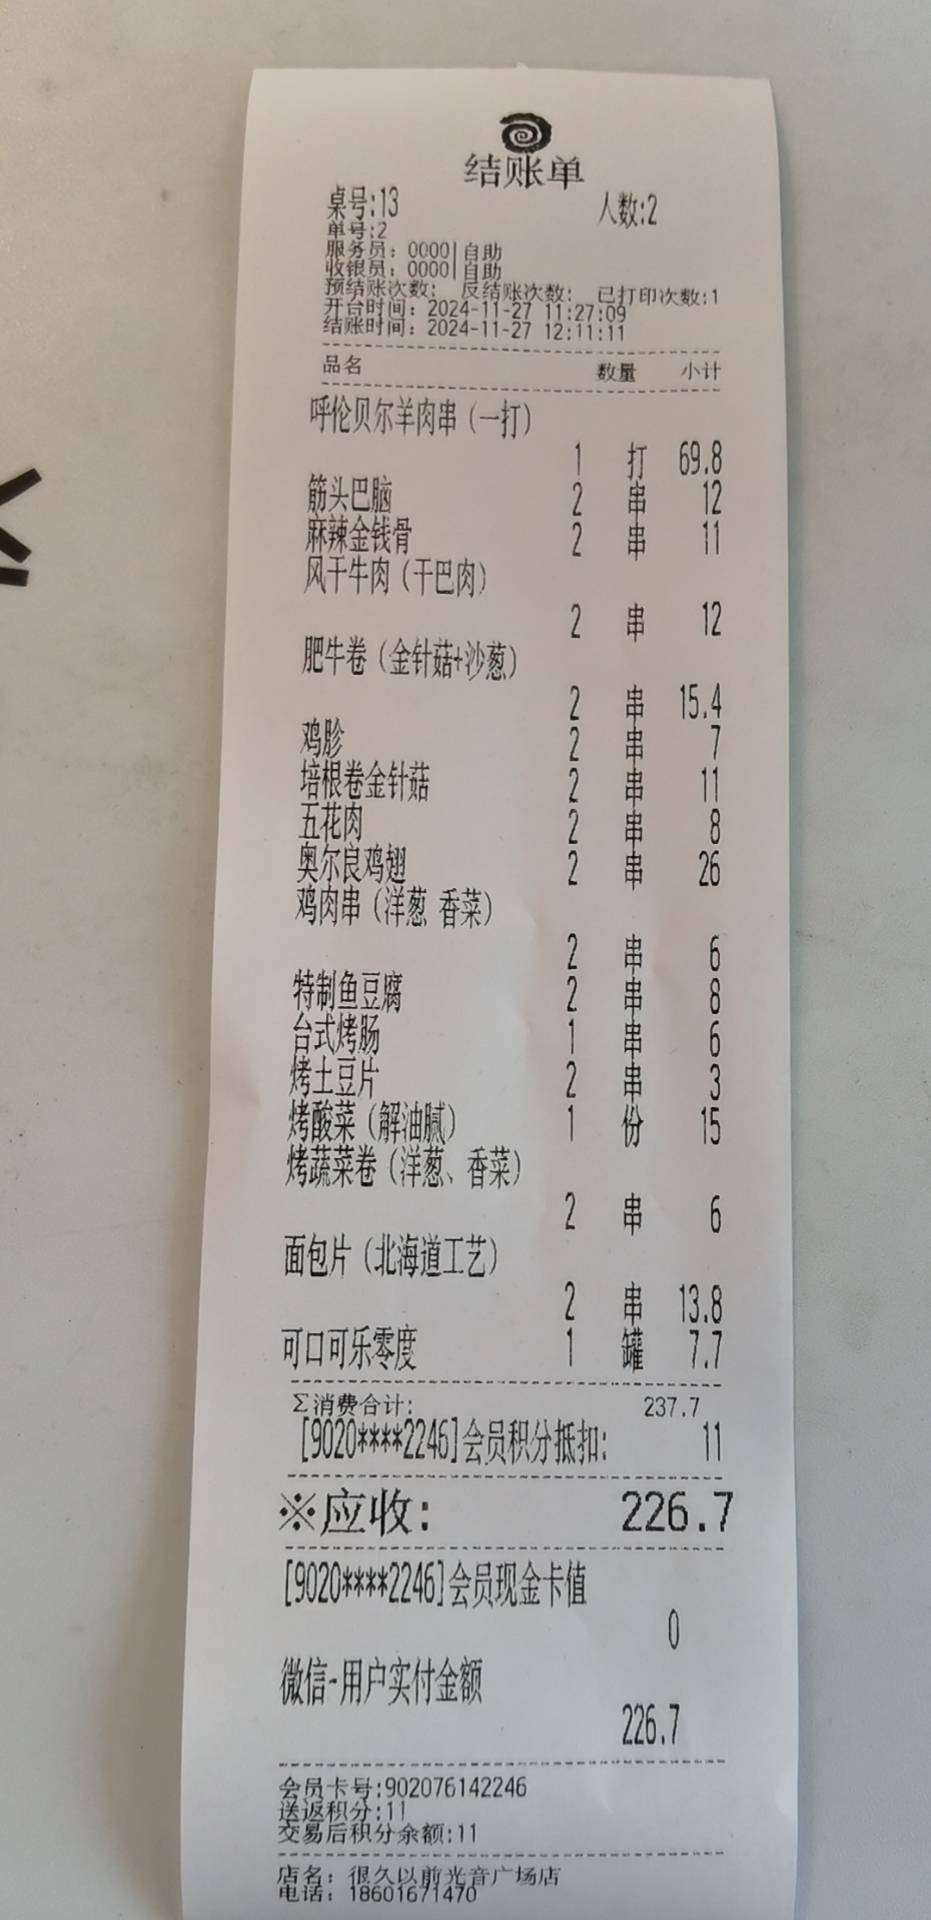 结账单
桌号:13 人数:2
单号:2
服务员: 0000|自助
收银员: 0000|自助
预结账次数: 反结账次数: 已打印次数:1
开台时间: 2024-11-27 11:27:09
结账时间: 2024-11-27 12:11:11
品名 数量 小计
呼伦贝尔羊肉串(一打)
1 打 69.8
筋头巴脑 2 串 12
麻辣金钱骨 2 串 11
风干牛肉(干巴肉)
2 串 12
肥牛卷(金针菇+沙葱)
2 串 15.4
鸡胗 2 串 7
培根卷金针菇 2 串 11
五花肉 2 串 8
奥尔良鸡翅 2 串 26
鸡肉串(洋葱 香菜)
2 串 6
特制鱼豆腐 2 串 8
台式烤肠 1 串 6
烤土豆片 2 串 3
烤酸菜(解油腻) 1 份 15
烤蔬菜卷(洋葱、香菜)
2 串 6
面包片(北海道工艺)
2 串 13.8
可口可乐零度 1 罐 7.7
Σ消费合计: 237.7
[9020****2246]会员积分抵扣: 11
※应收: 226.7
[9020****2246]会员现金卡值
0
微信-用户实付金额
226.7
会员卡号:902076142246
送返积分:11
交易后积分余额:11
店名: 很久以前光音广场店
电话: 18601671470